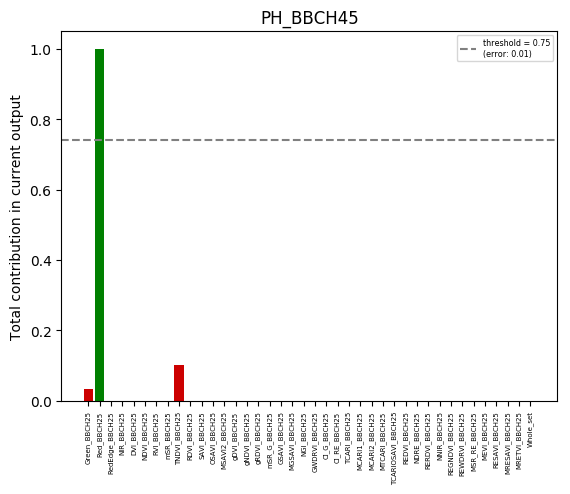 PH_BBCH45
threshold = 0.75
(error: 0.01)
Total contribution in current output
1.0
0.8
0.6
0.4
0.2
0.0
Green_BBCH25
Red_BBCH25
RedEdge_BBCH25
NIR_BBCH25
DVI_BBCH25
NDVI_BBCH25
RVI_BBCH25
mSR_BBCH25
TNDVI_BBCH25
RDVI_BBCH25
SAVI_BBCH25
OSAVI_BBCH25
MSAVI2_BBCH25
gDVI_BBCH25
gNDVI_BBCH25
gRDVI_BBCH25
mSR_G_BBCH25
GSAVI_BBCH25
MGSAVI_BBCH25
NGI_BBCH25
GWDRVI_BBCH25
CI_G_BBCH25
CI_RE_BBCH25
TCARI_BBCH25
MCARI1_BBCH25
MCARI2_BBCH25
MTCARI_BBCH25
TCARIOSAVI_BBCH25
REDVI_BBCH25
NDRE_BBCH25
RERDVI_BBCH25
NNIR_BBCH25
REGNDVI_BBCH25
REWDRVI_BBCH25
MSR_RE_BBCH25
MEVI_BBCH25
RESAVI_BBCH25
MRESAVI_BBCH25
MRETVI_BBCH25
Whole_set